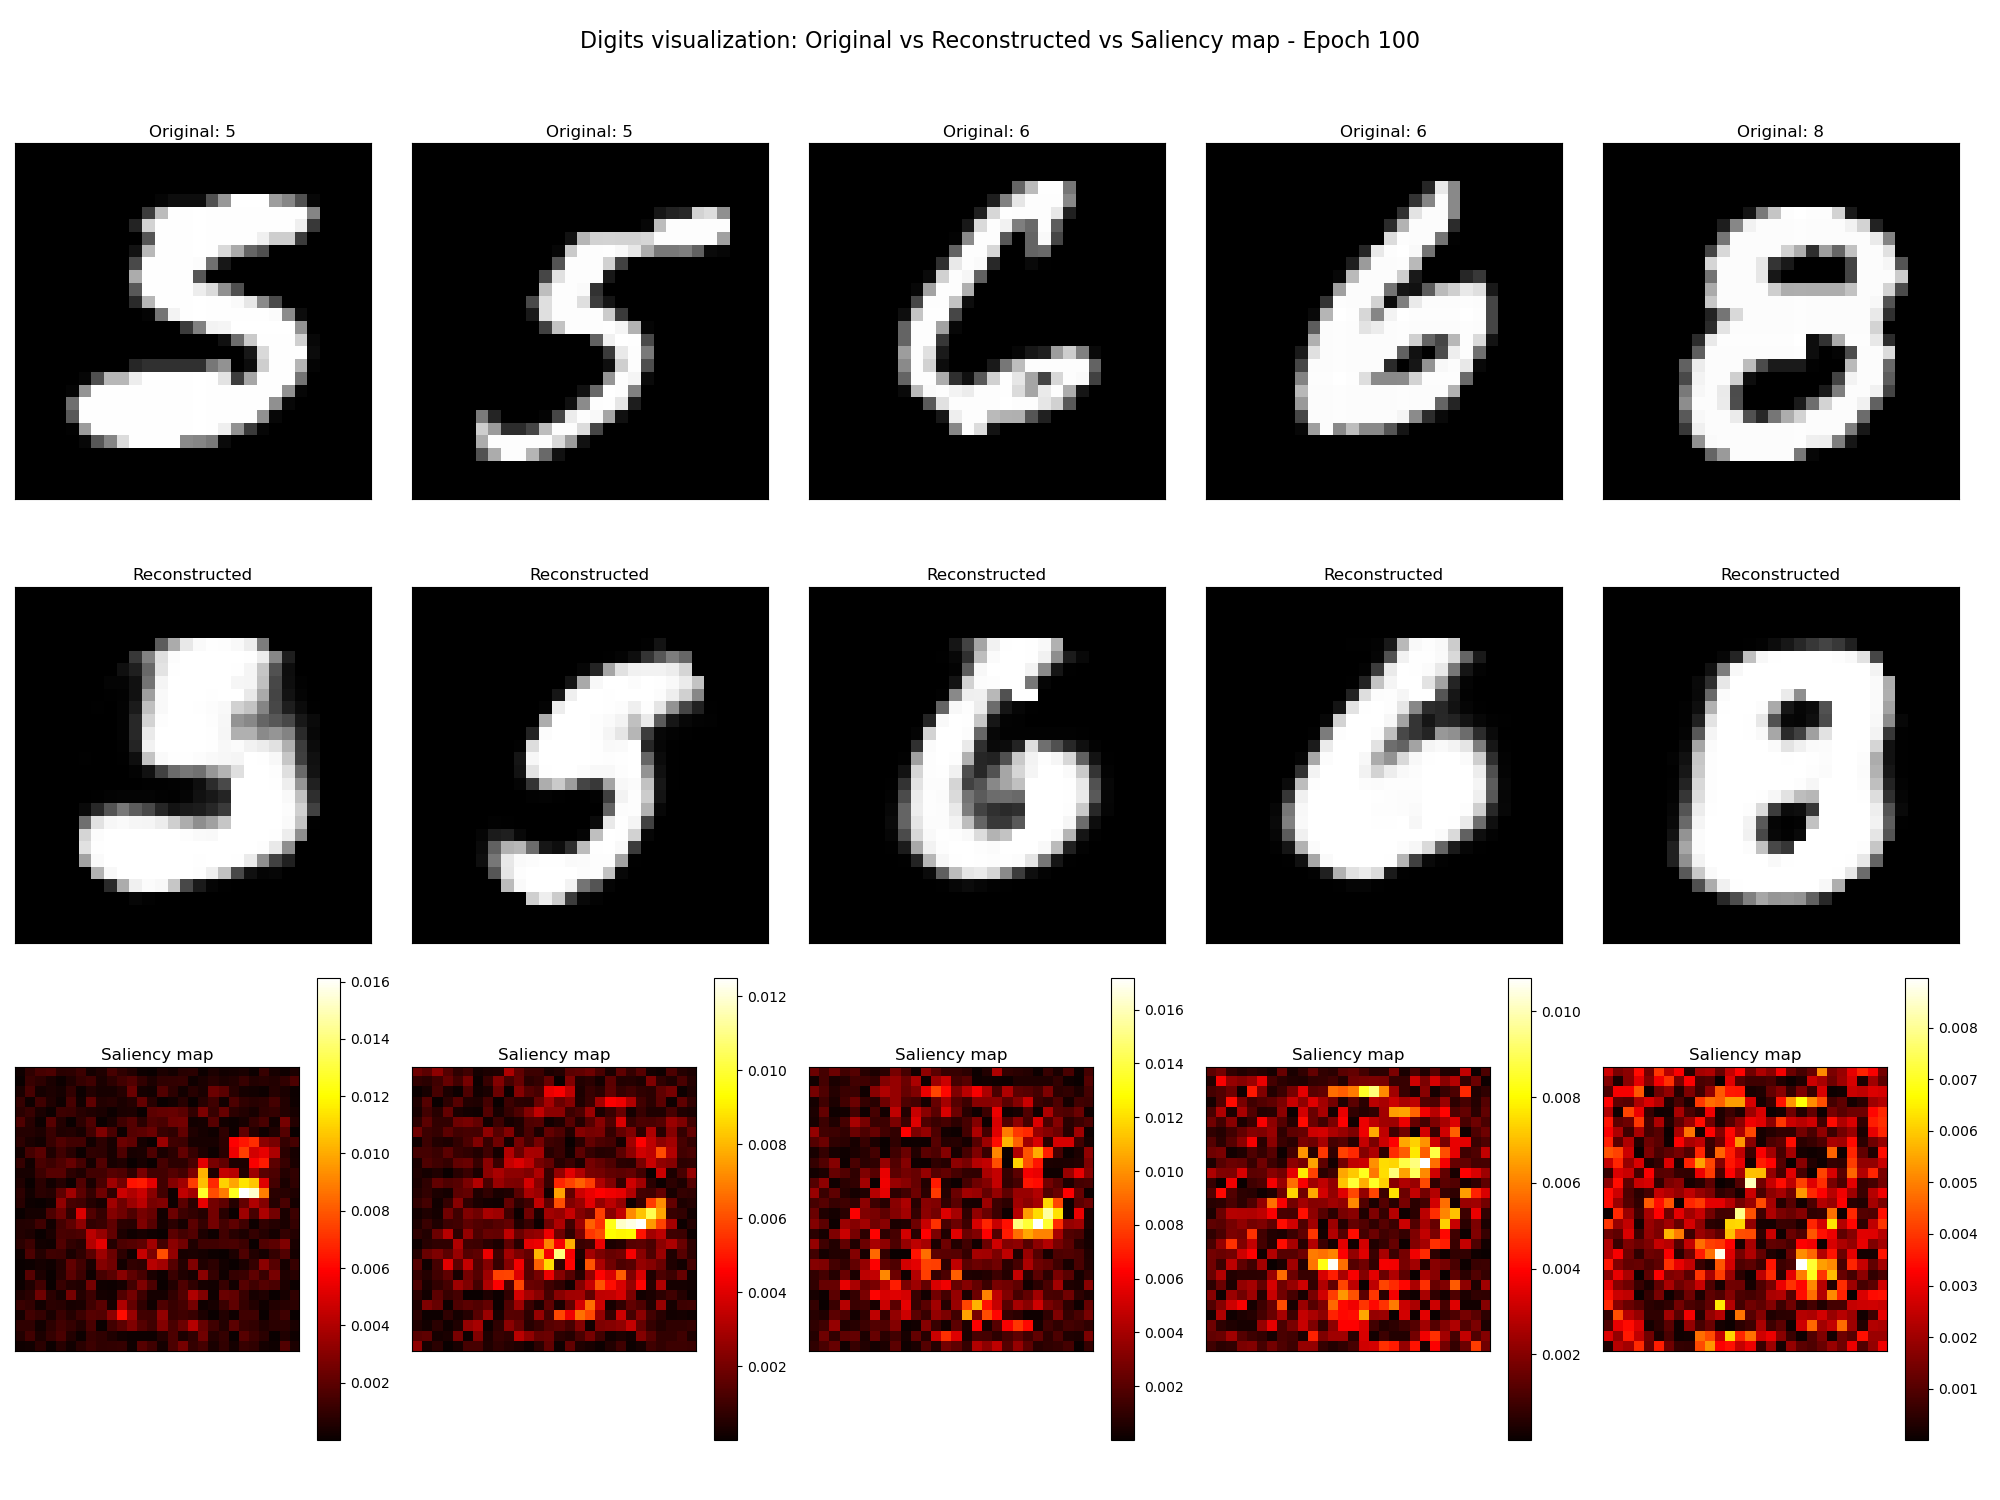 Digits visualization: Original vs Reconstructed vs Saliency map - Epoch 100
Original: 5
Original: 5
Original: 6
Original: 6
Original: 8
Reconstructed
Reconstructed
Reconstructed
Reconstructed
Reconstructed
Saliency map
0.016
0.014
0.012
0.010
0.008
0.006
0.004
0.002
Saliency map
0.012
0.010
0.008
0.006
0.004
0.002
Saliency map
0.016
0.014
0.012
0.010
0.008
0.006
0.004
0.002
Saliency map
0.010
0.008
0.006
0.004
0.002
Saliency map
0.008
0.007
0.006
0.005
0.004
0.003
0.002
0.001